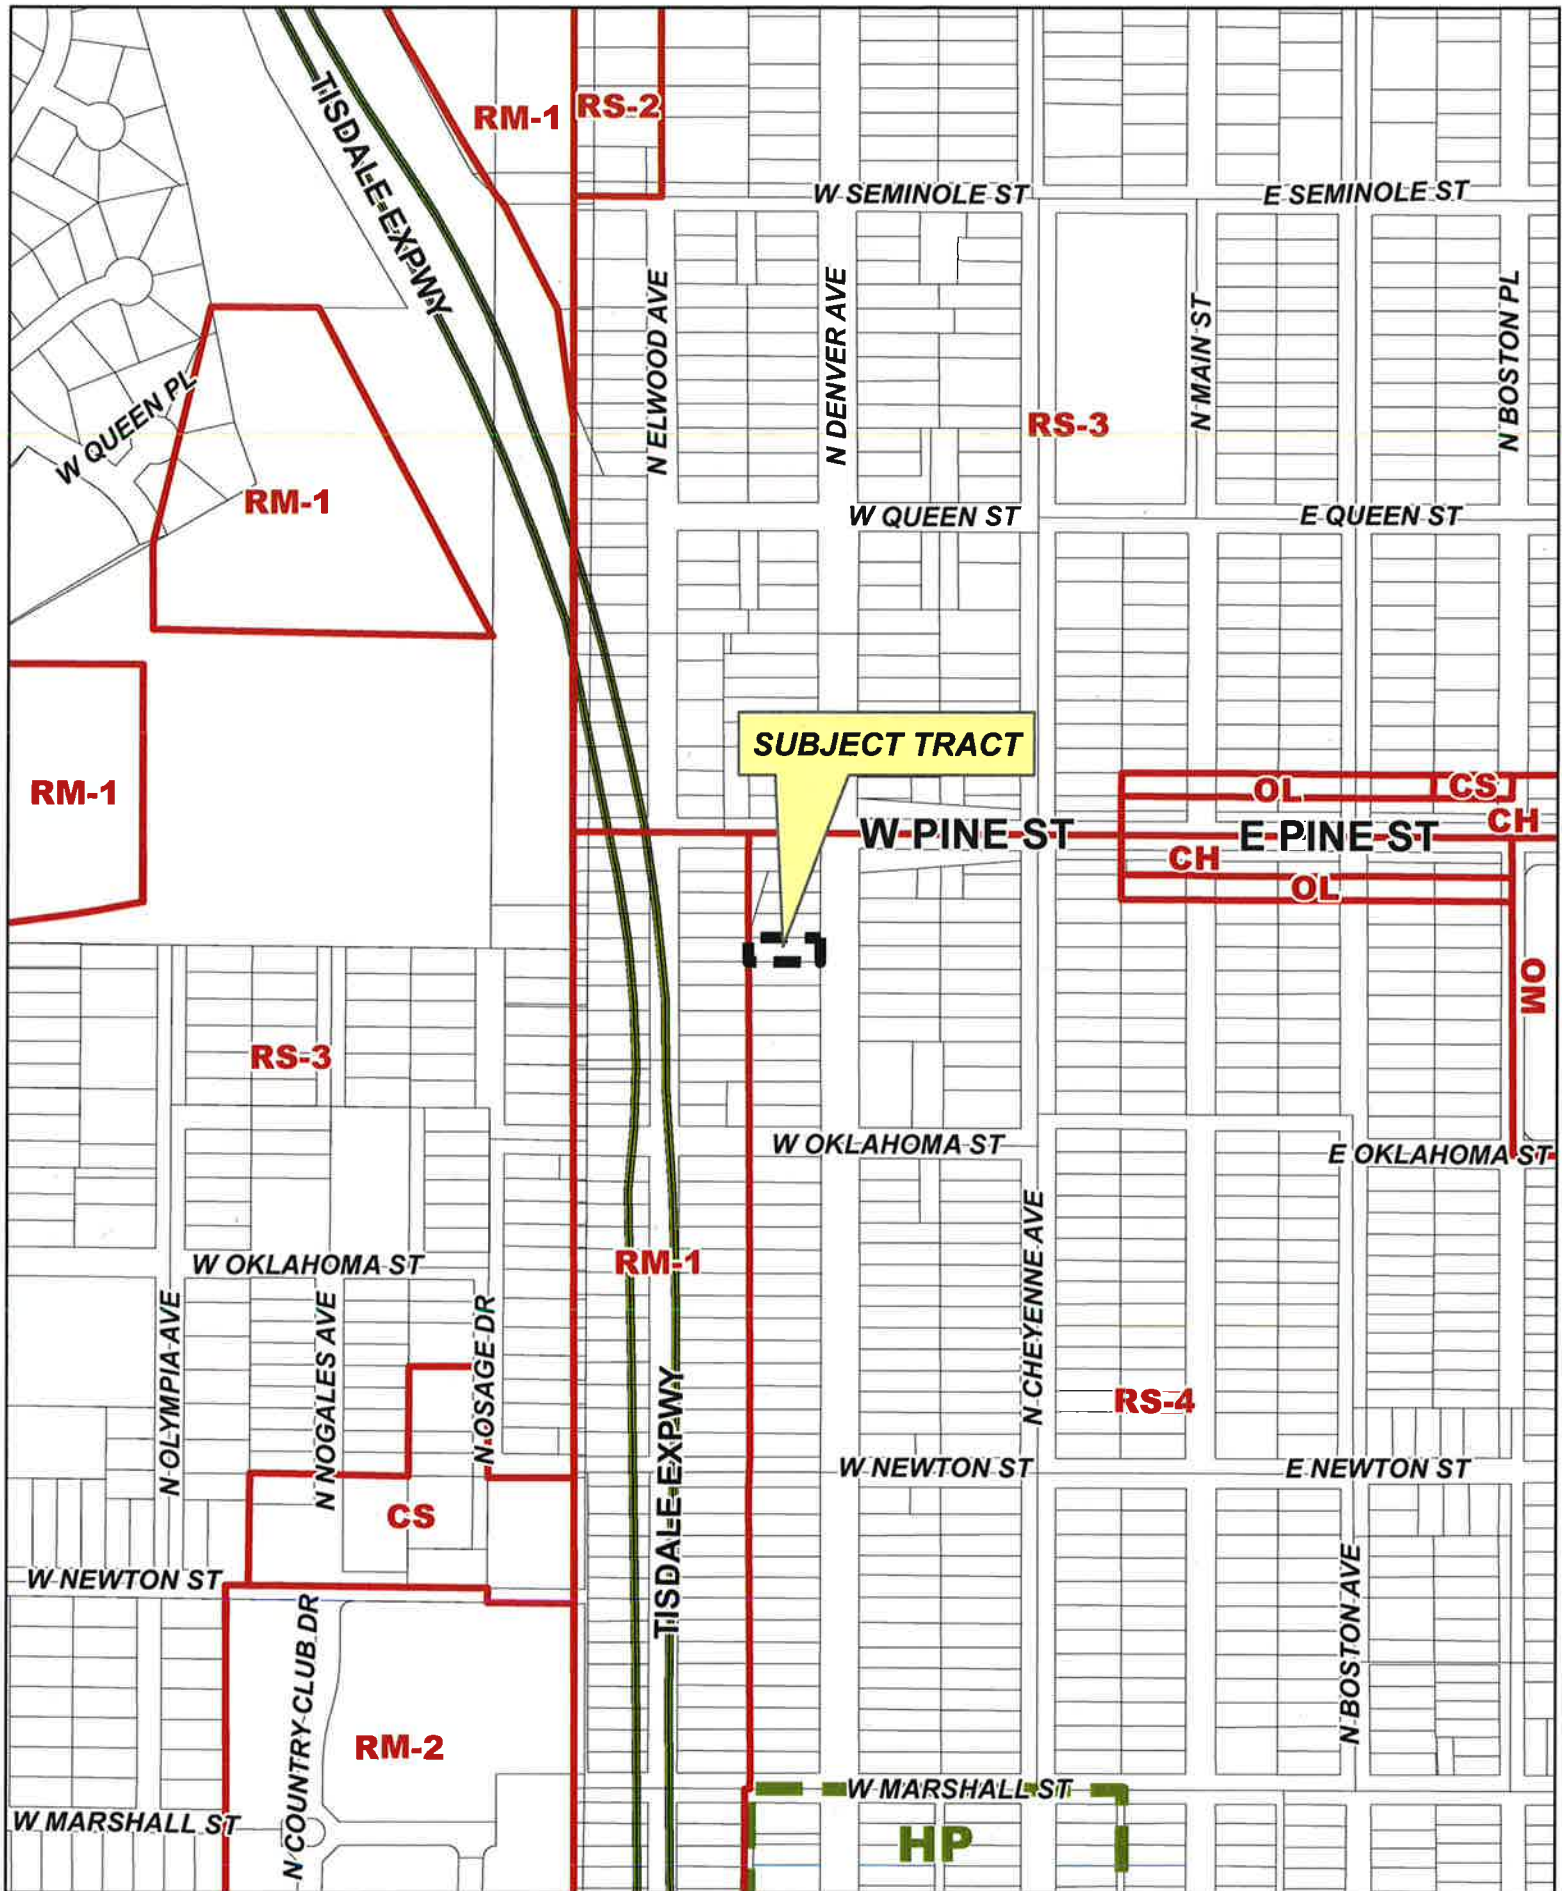 RM-1
RS-2
TISDALE EXPWY
W SEMINOLE ST
E SEMINOLE ST
N ELWOOD AVE
N DENVER AVE
N MAIN ST
N BOSTON PL
W QUEEN PL
RS-3
RM-1
W QUEEN ST
E QUEEN ST
SUBJECT TRACT
RM-1
OL
CS
CH
W PINE ST
E PINE ST
CH
OL
OM
RS-3
W OKLAHOMA ST
E OKLAHOMA ST
N CHEYENNE AVE
W OKLAHOMA ST
RM-1
N OLYMPIA AVE
N NOGALES AVE
N OSAGE DR
TISDALE EXPWY
RS-4
W NEWTON ST
E NEWTON ST
CS
W NEWTON ST
N BOSTON AVE
N COUNTRY CLUB DR
RM-2
W MARSHALL ST
W MARSHALL ST
HP